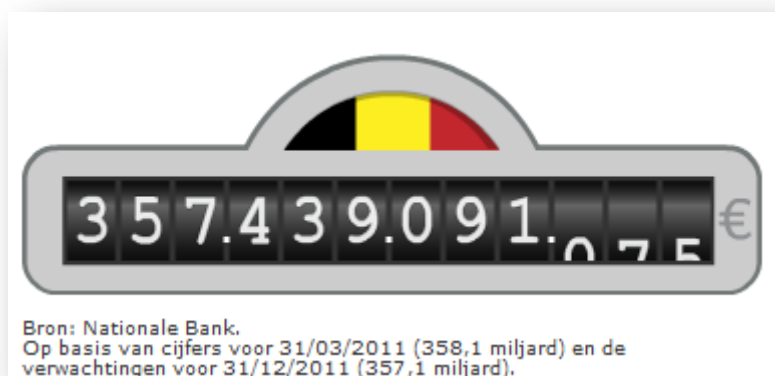 357.439.091.075 €
Bron: Nationale Bank.
Op basis van cijfers voor 31/03/2011 (358,1 miljard) en de
verwachtingen voor 31/12/2011 (357,1 miljard).